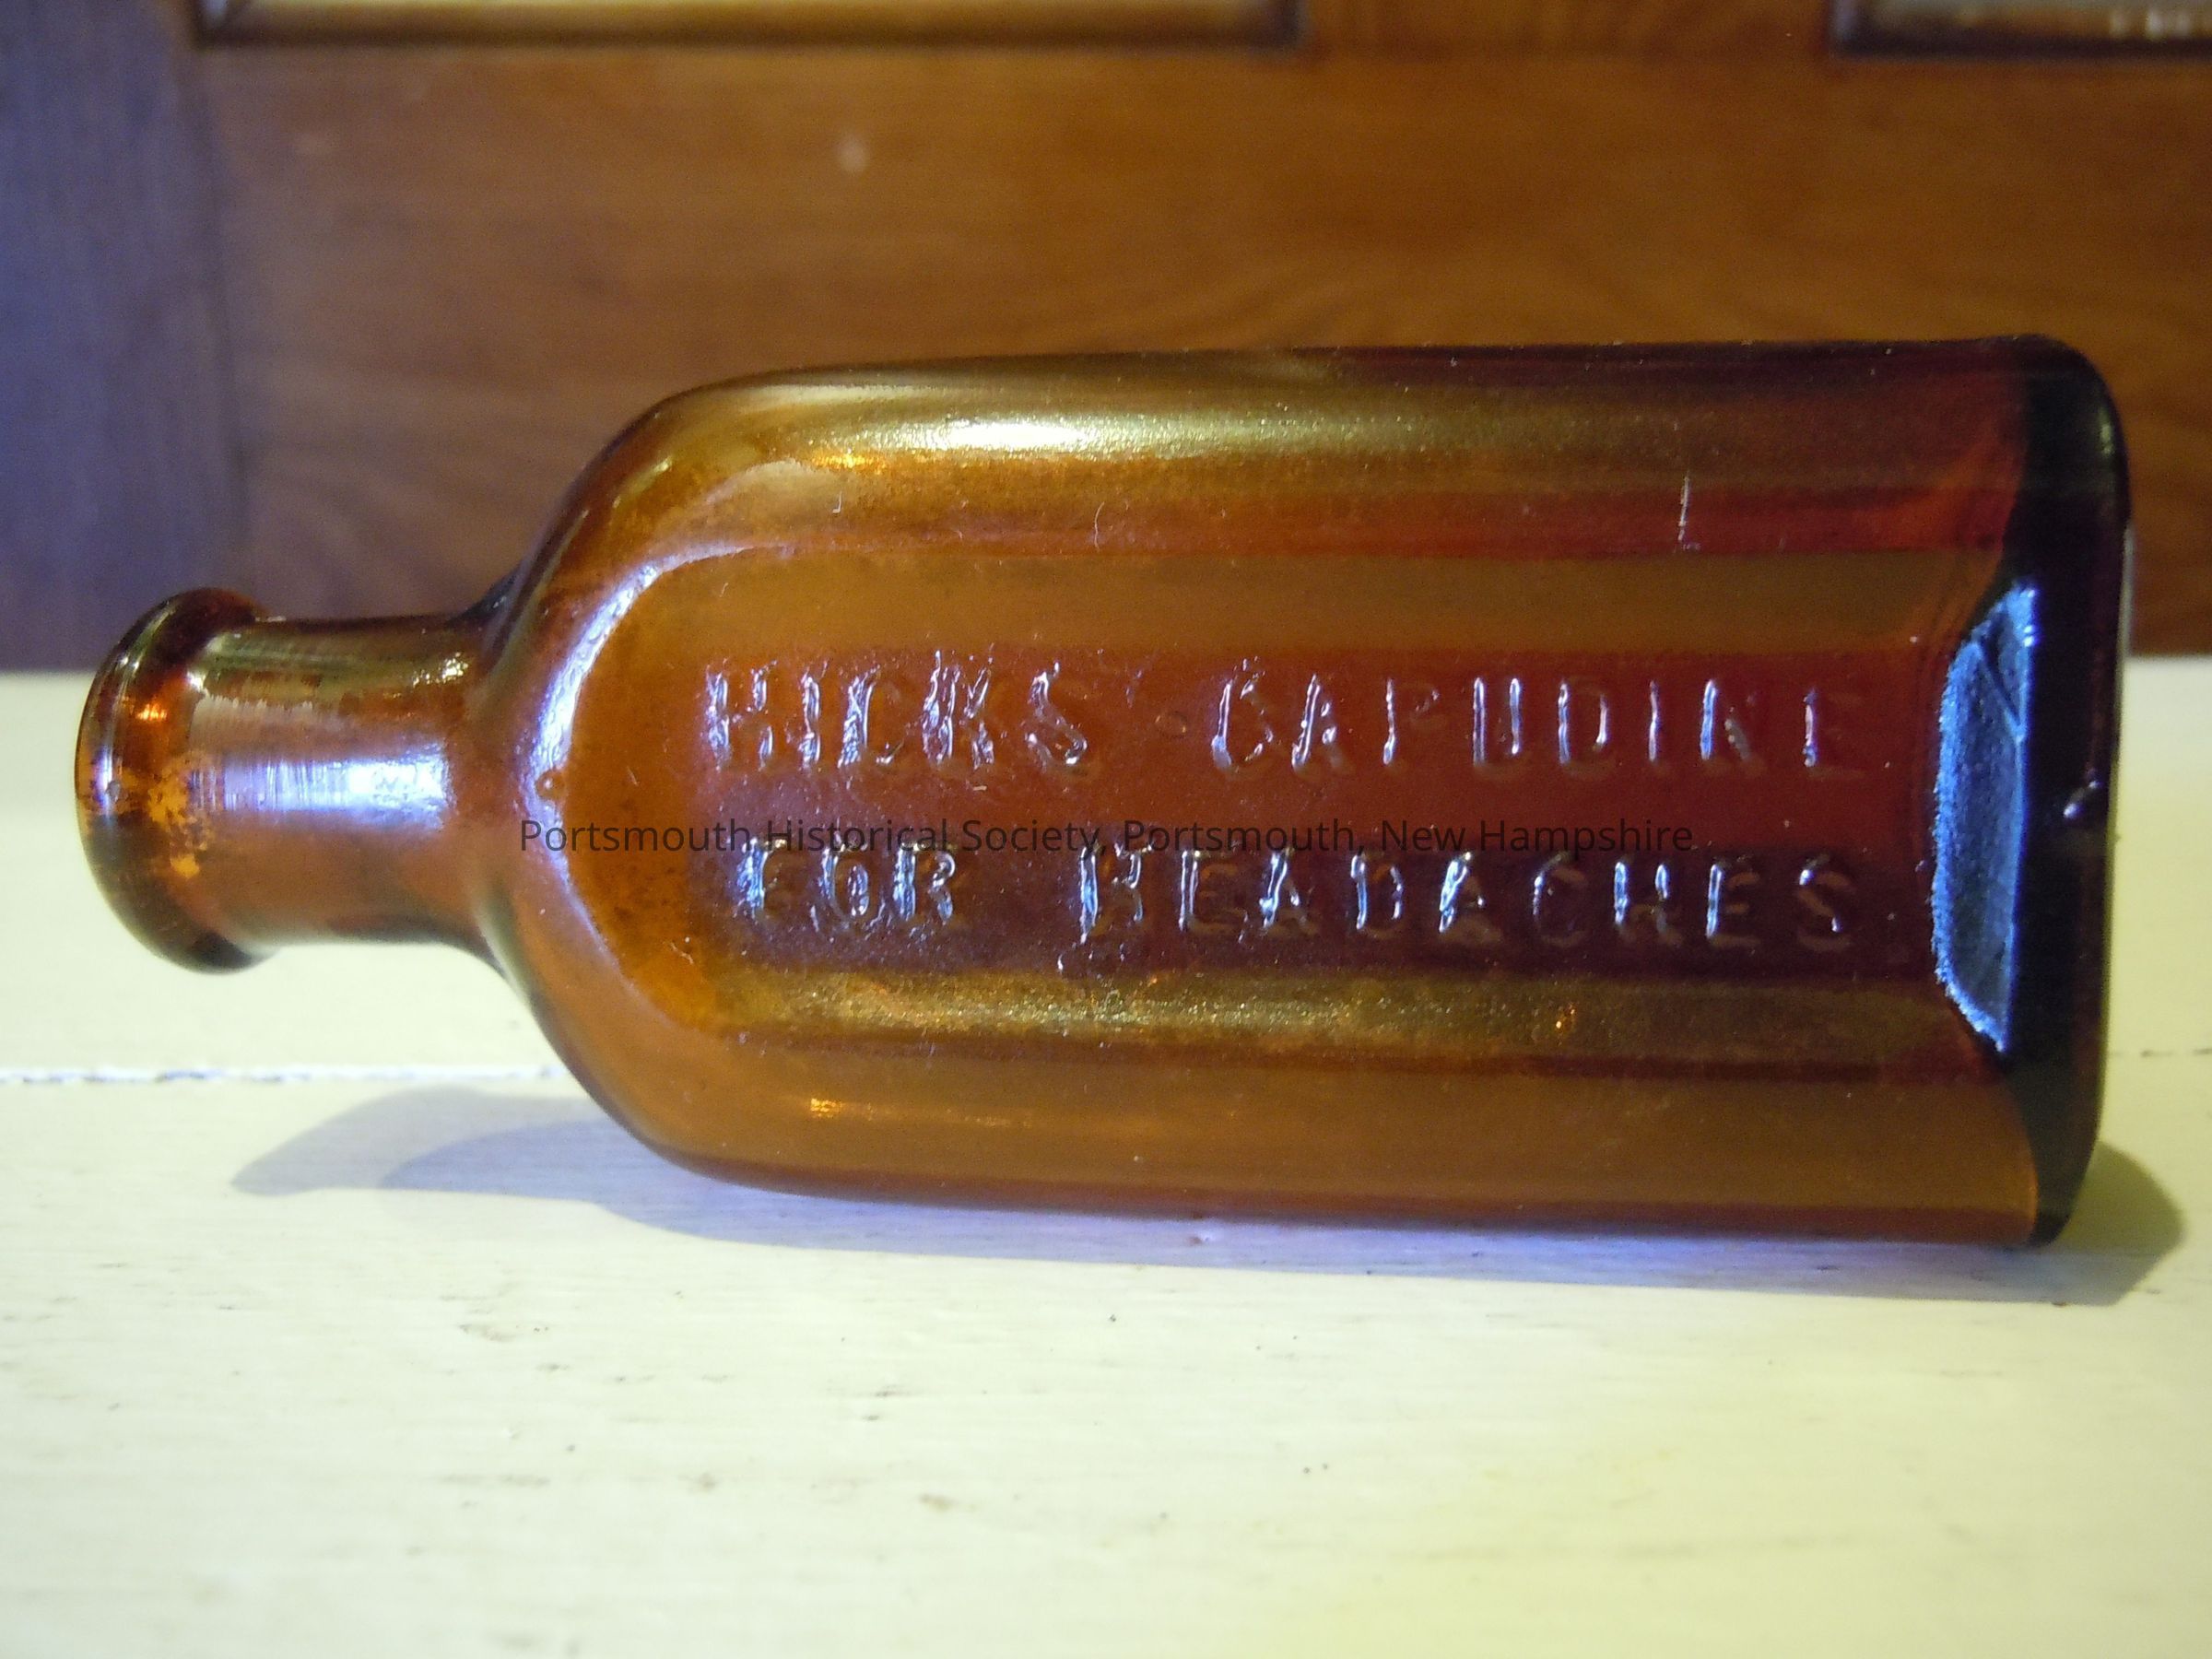 HICKS CAPUDINE
Portsmouth Historical Society, Portsmouth, New Hampshire
FOR HEADACHES